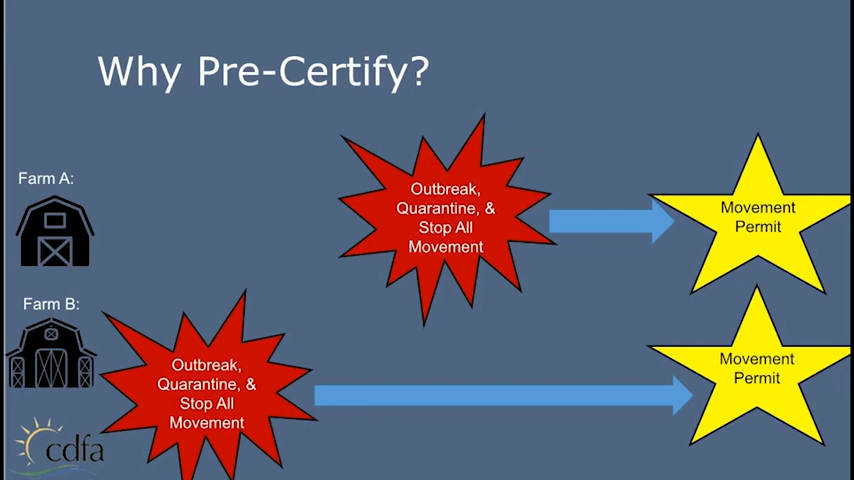 Why Pre-Certify?
Farm A:
Outbreak,
Quarantine, &
Stop All
Movement
Movement
Permit
Farm B:
Outbreak,
Quarantine, &
Stop All
Movement
Movement
Permit
cdfa